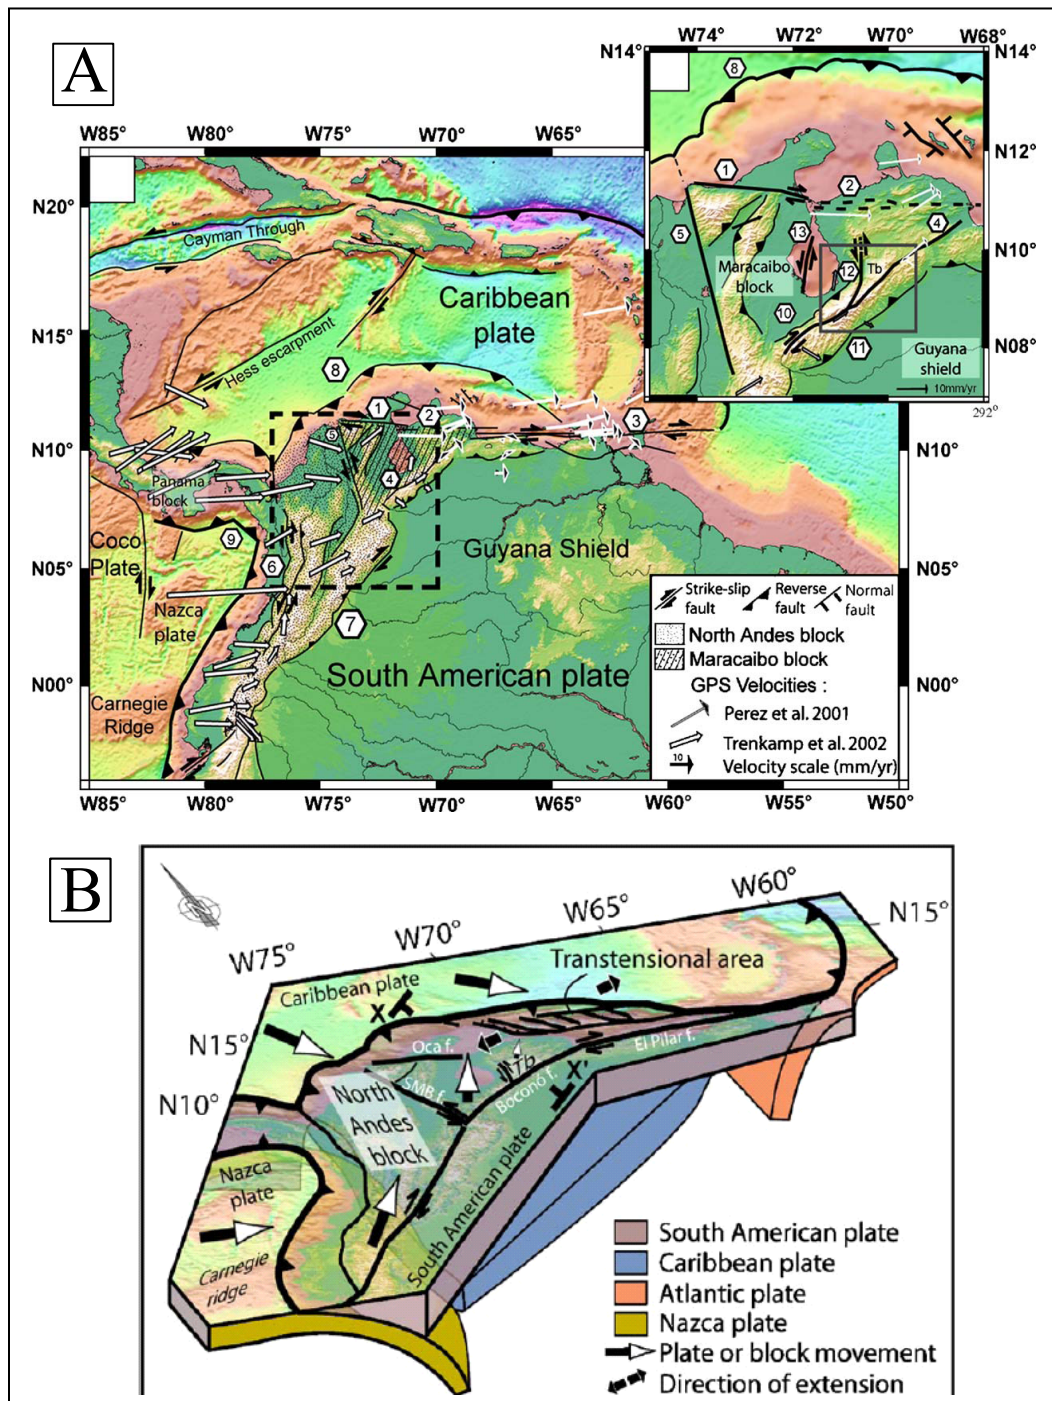 A
W74° W72° W70° W68°
N14° N14°
8
N12° N12°
1
2
4
5
13
N10° N10°
Maracaibo
block
12
Tb
10
11
N08° N08°
Guyana
shield
10mm/yr
292°
W85° W80° W75° W70° W65°
N20°
Cayman Through
Caribbean
plate
N15°
Hess escarpment
8
1
2
3
5
N10° N10°
4
Panama
block
Coco
Plate
9
6
Guyana Shield
N05° N05°
Nazca
plate
7
South American plate
N00° N00°
Carnegie
Ridge
Strike-slip
fault
Reverse
fault
Normal
fault
North Andes block
Maracaibo block
GPS Velocities :
Perez et al. 2001
Trenkamp et al. 2002
10
Velocity scale (mm/yr)
W85° W80° W75° W70° W65° W60° W55° W50°
B
W75° W70° W65° W60°
N15°
Transtensional area
Caribbean plate
X
N15°
Oca f.
El Pilar f.
Tb
X'
SMB f.
Boconó f.
N10°
North
Andes
block
Nazca
plate
South American plate
Carnegie
ridge
South American plate
Caribbean plate
Atlantic plate
Nazca plate
Plate or block movement
Direction of extension